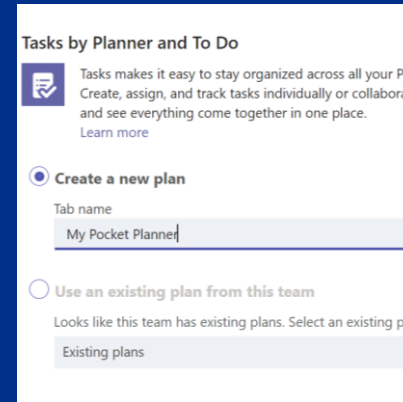 Tasks by Planner and To Do
Tasks makes it easy to stay organized across all your
Create, assign, and track tasks individually or
and see everything come together in one place.
Learn more
Create a new plan
Tab name
My Pocket Planner
Use an existing plan from this team
Looks like this team has existing plans. Select an existing
Existing plans